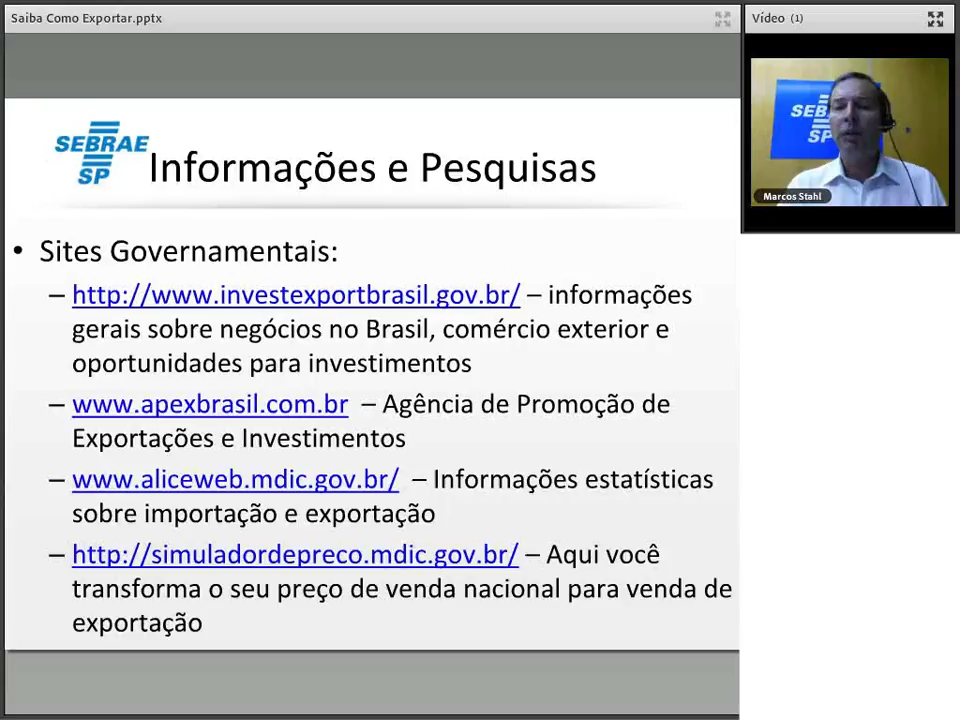 Saiba Como Exportar.pptx
Vídeo (1)
SEBRAE
SP
Informações e Pesquisas
SEB
SP
Marcos Stahl
• Sites Governamentais:
– http://www.investexportbrasil.gov.br/ – informações
gerais sobre negócios no Brasil, comércio exterior e
oportunidades para investimentos
– www.apexbrasil.com.br – Agência de Promoção de
Exportações e Investimentos
– www.aliceweb.mdic.gov.br/ – Informações estatísticas
sobre importação e exportação
– http://simuladordepreco.mdic.gov.br/ – Aqui você
transforma o seu preço de venda nacional para venda de
exportação